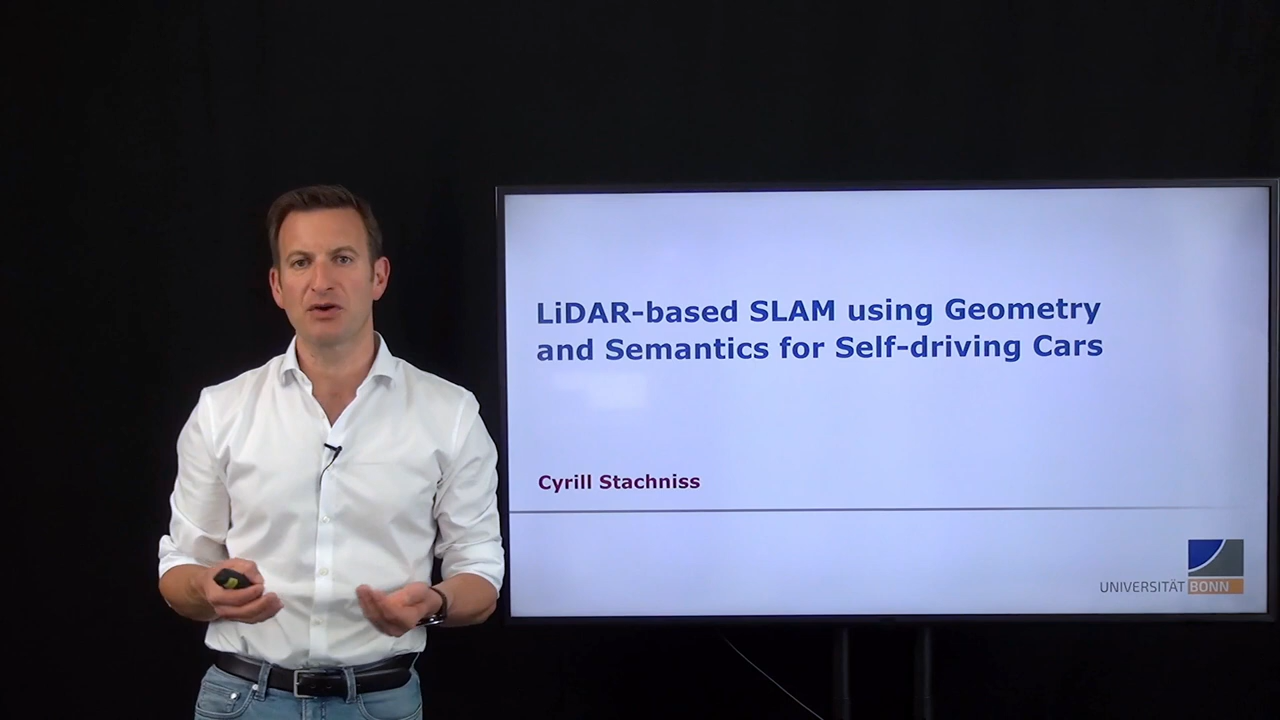 LiDAR-based SLAM using Geometry
and Semantics for Self-driving Cars
Cyrill Stachniss
UNIVERSITÄT BONN